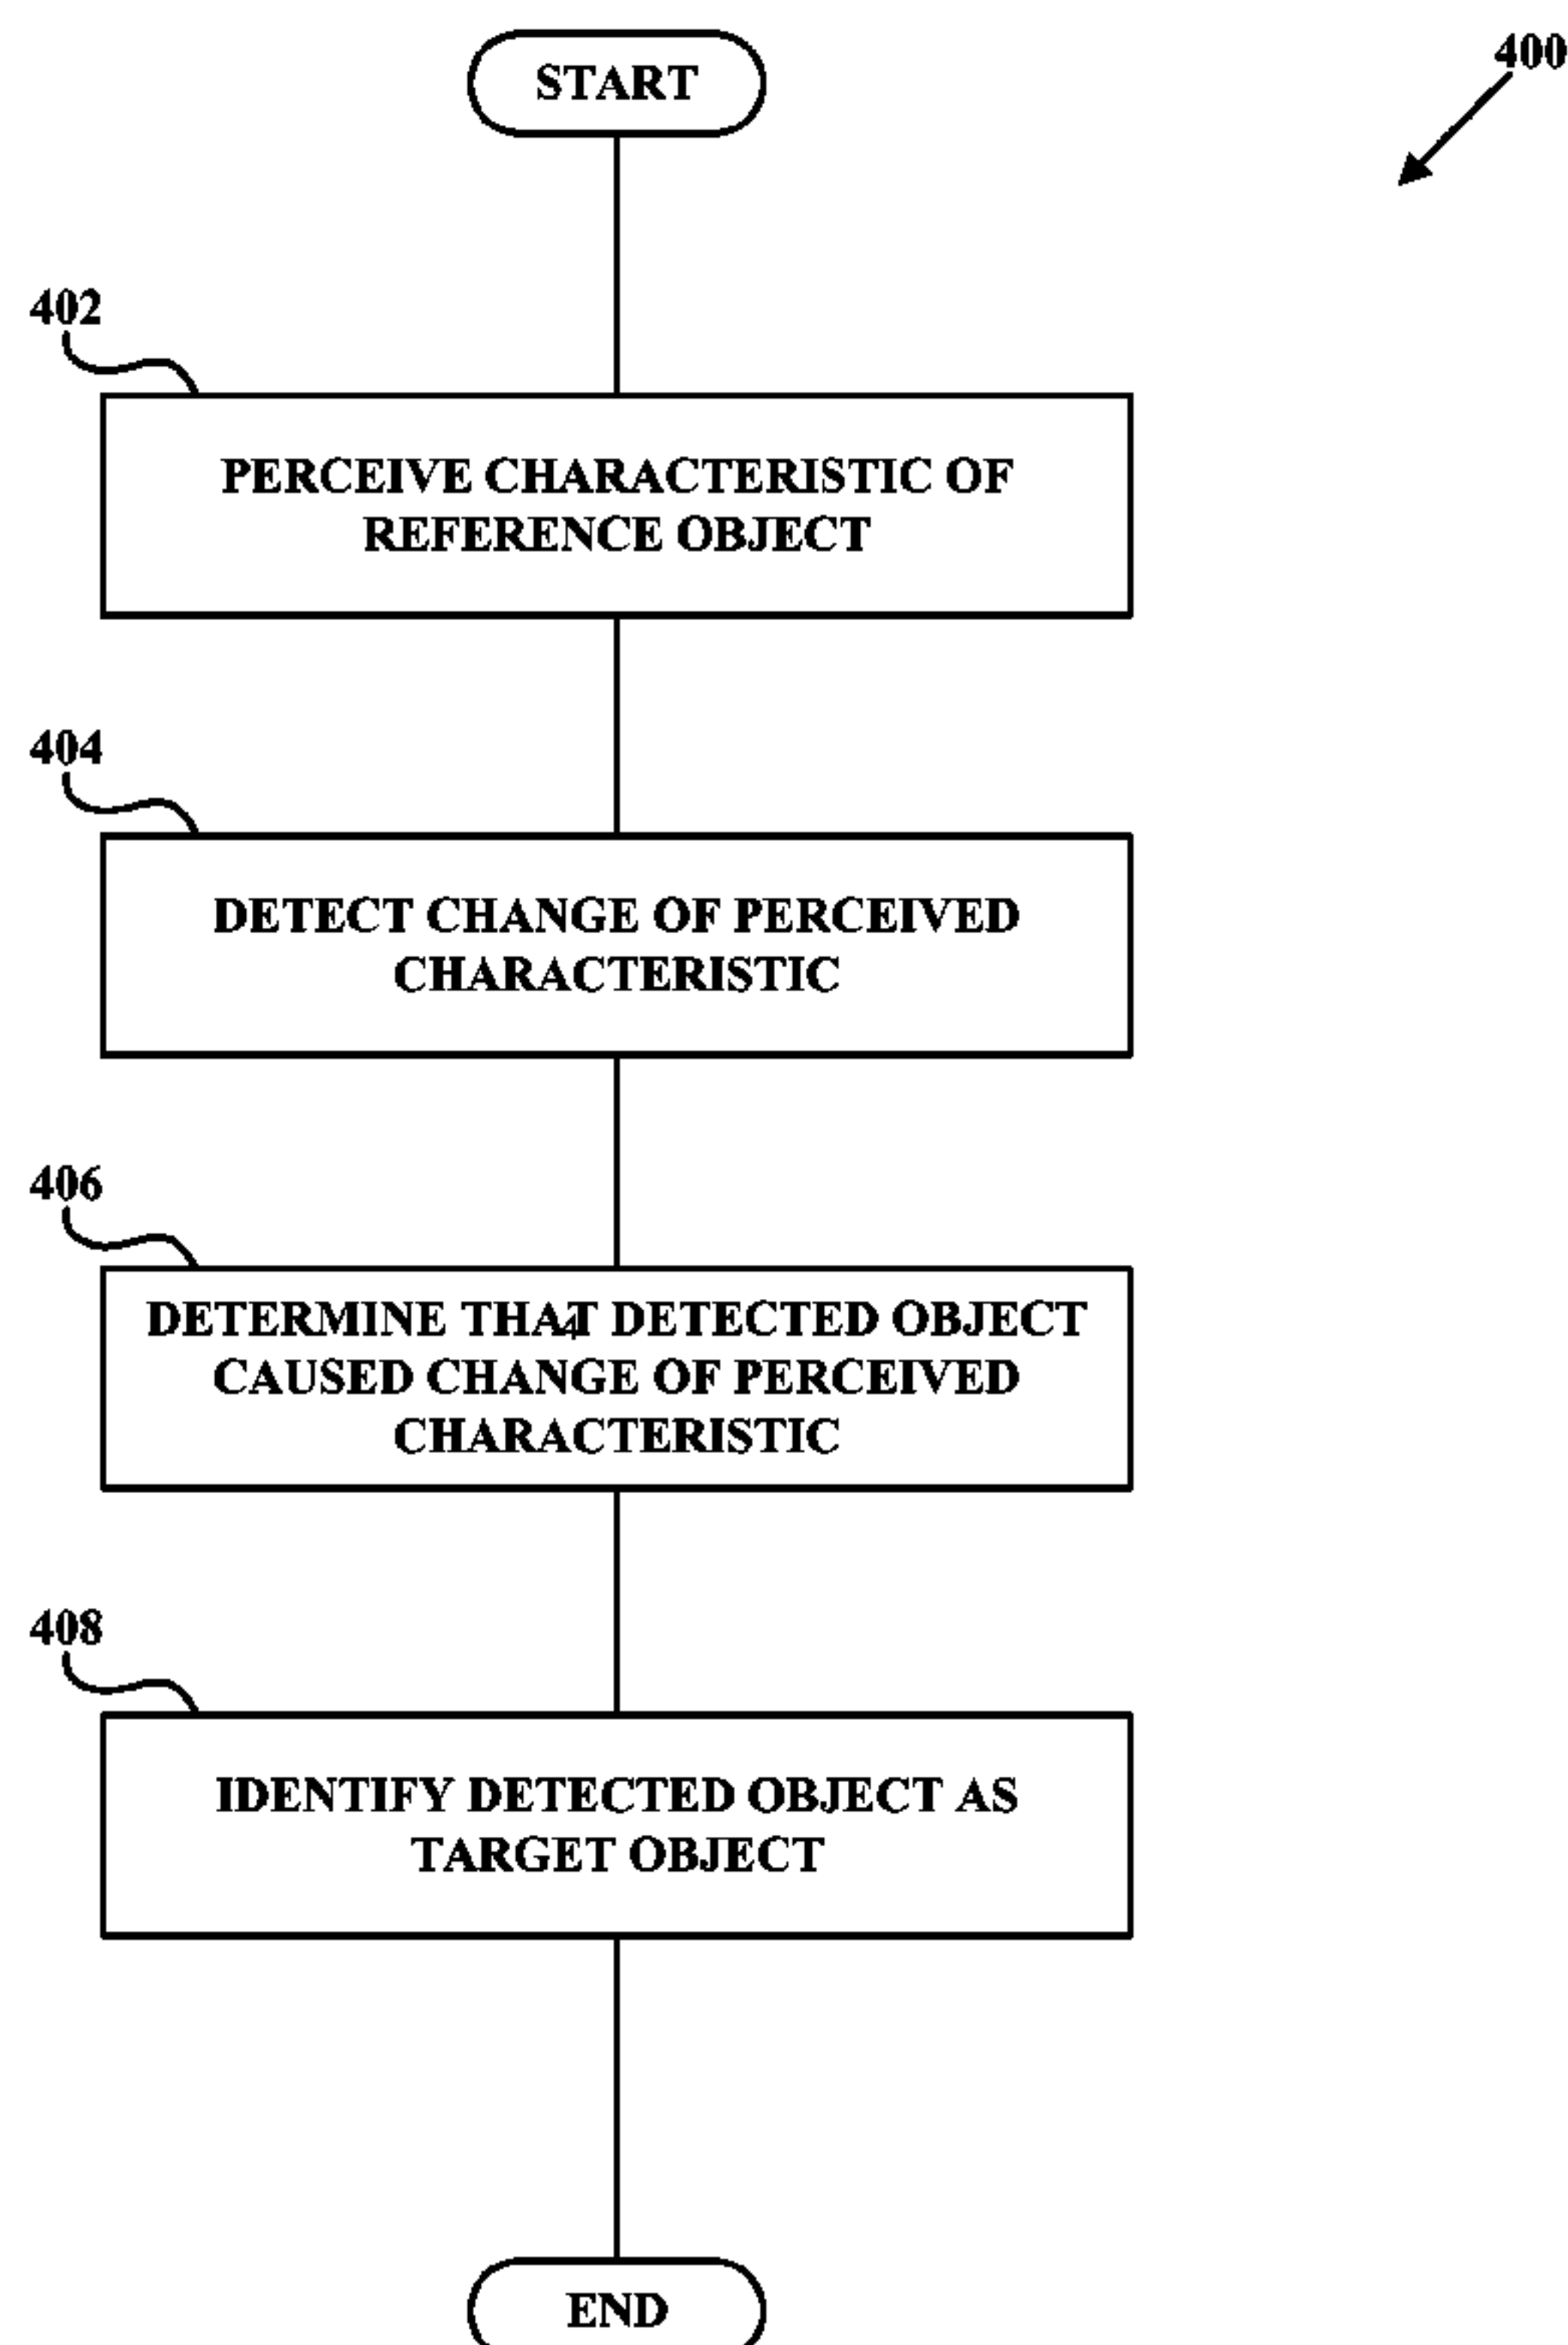 START
400
402
PERCEIVE CHARACTERISTIC OF
REFERENCE OBJECT
404
DETECT CHANGE OF PERCEIVED
CHARACTERISTIC
406
DETERMINE THAT DETECTED OBJECT
4
CAUSED CHANGE OF PERCEIVED
CHARACTERISTIC
408
IDENTIFY DETECTED OBJECT AS
TARGET OBJECT
END